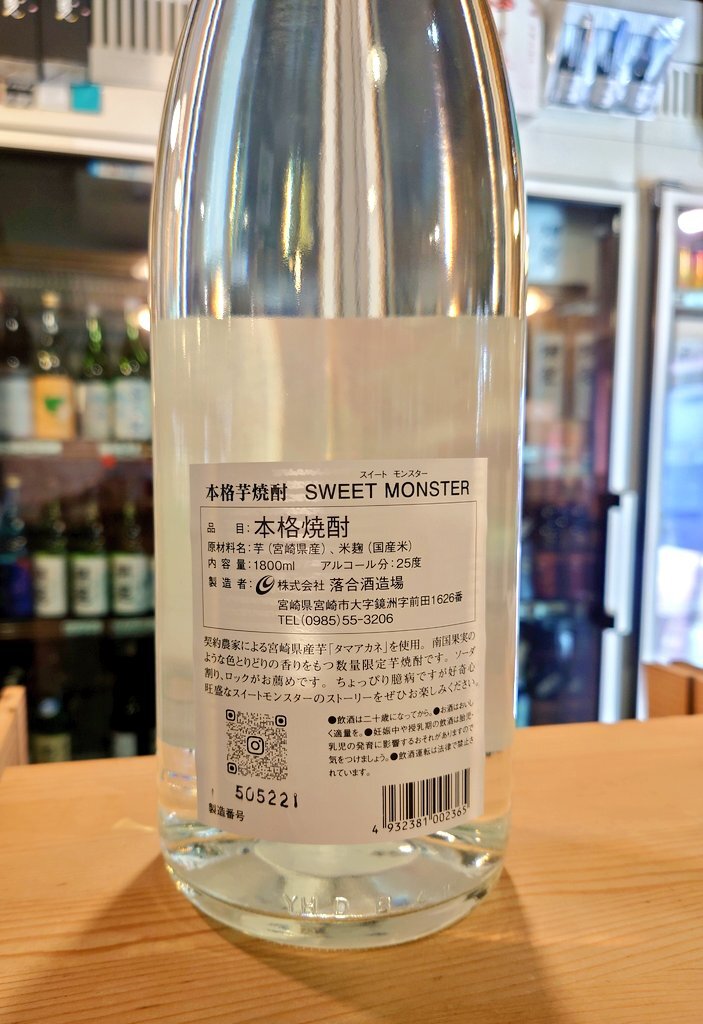 スイート モンスター
本格芋焼酎 SWEET MONSTER
品 目:本格焼酎
原材料名:芋(宮崎県産)、米麹(国産米)
内容量:1800ml アルコール分:25度
製造者:株式会社 落合酒造場
宮崎県宮崎市大字鏡洲字前田1626番
TEL(0985)55-3206
契約農家による宮崎県産芋「タマアカネ」を使用。南国果実の
ような色とりどりの香りをもつ数量限定芋焼酎です。ソーダ
割り、ロックがお薦めです。ちょっぴり臆病ですが好奇心
旺盛なスイートモンスターのストーリーをぜひお楽しみください。
●飲酒は二十歳になってから。●お酒はおいし
く適量を。●妊娠中や授乳期の飲酒は胎児・
乳児の発育に影響するおそれがありますので
気をつけましょう。●飲酒運転は法律で禁止さ
れています。
505221
製造番号
4 932381 002365